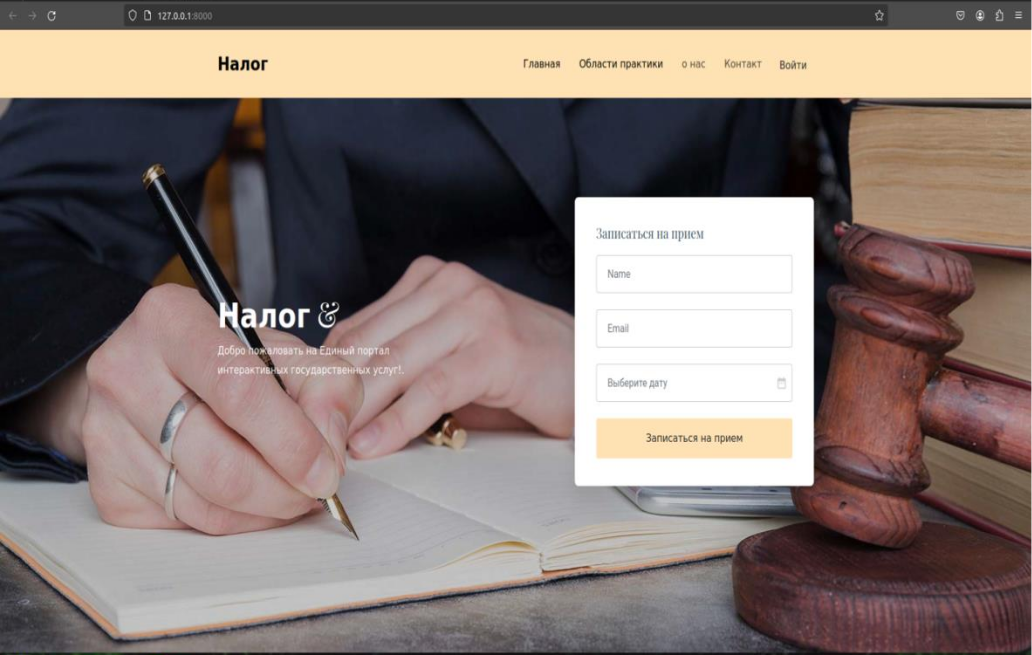 127.0.0.1:8000
Налог
Главная Области практики о нас Контакт Войти
Налог &
Добро пожаловать на Единый портал
интерактивных государственных услуг!.
Записаться на прием
Name
Email
Выберите дату
Записаться на прием